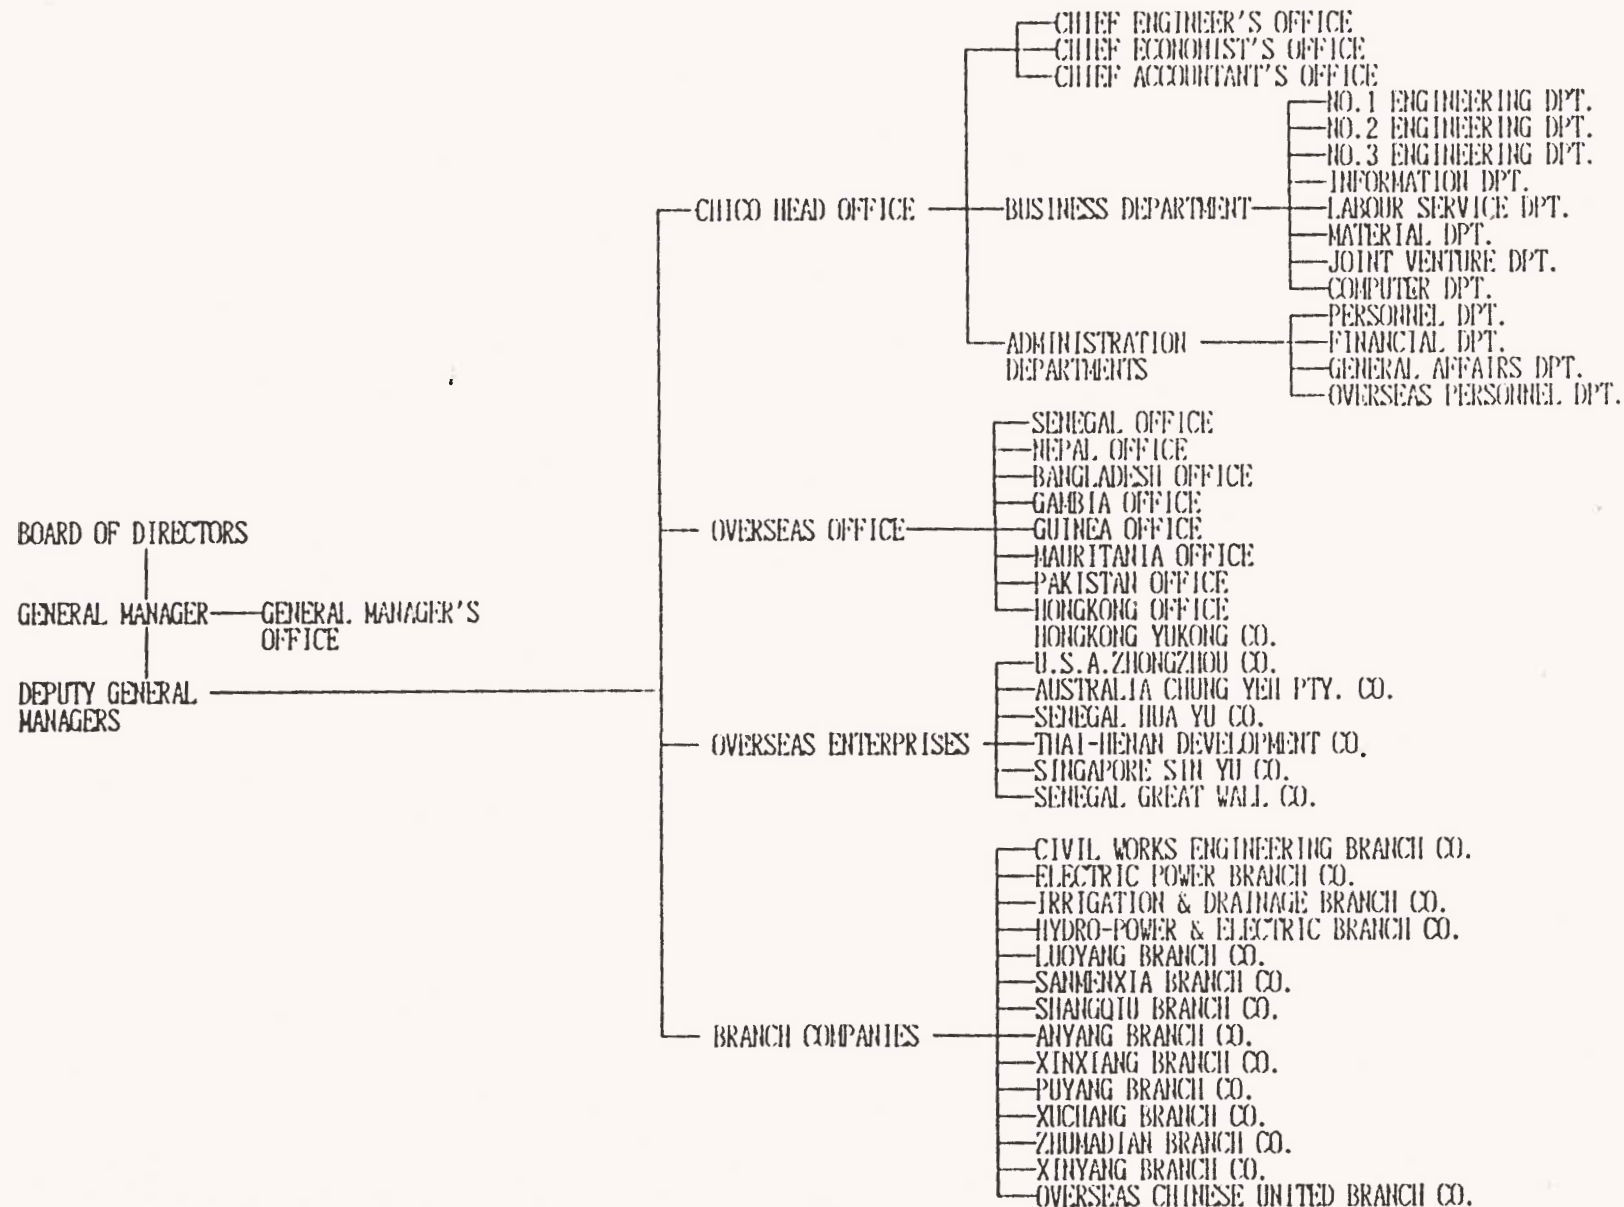 BOARD OF DIRECTORS
GENERAL MANAGER
GENERAL MANAGER'S
OFFICE
DEPUTY GENERAL
MANAGERS
CHICO HEAD OFFICE
CHIEF ENGINEER'S OFFICE
CHIEF ECONOMIST'S OFFICE
CHIEF ACCOUNTANT'S OFFICE
BUSINESS DEPARTMENT
NO.1 ENGINEERING DPT.
NO.2 ENGINEERING DPT.
NO.3 ENGINEERING DPT.
INFORMATION DPT.
LABOUR SERVICE DPT.
MATERIAL DPT.
JOINT VENTURE DPT.
COMPUTER DPT.
ADMINISTRATION
DEPARTMENTS
PERSONNEL DPT.
FINANCIAL DPT.
GENERAL AFFAIRS DPT.
OVERSEAS PERSONNEL DPT.
OVERSEAS OFFICE
SENEGAL OFFICE
NEPAL OFFICE
BANGLADESH OFFICE
GAMBIA OFFICE
GUINEA OFFICE
MAURITANIA OFFICE
PAKISTAN OFFICE
HONGKONG OFFICE
HONGKONG YUKONG CO.
OVERSEAS ENTERPRISES
U.S.A.ZHONGZHOU CO.
AUSTRALIA CHUNG YEH PTY. CO.
SENEGAL HUA YU CO.
THAI-HENAN DEVELOPMENT CO.
SINGAPORE SIN YU CO.
SENEGAL GREAT WALL CO.
BRANCH COMPANIES
CIVIL WORKS ENGINEERING BRANCH CO.
ELECTRIC POWER BRANCH CO.
IRRIGATION & DRAINAGE BRANCH CO.
HYDRO-POWER & ELECTRIC BRANCH CO.
LUOYANG BRANCH CO.
SANMENXIA BRANCH CO.
SHANGQIU BRANCH CO.
ANYANG BRANCH CO.
XINXIANG BRANCH CO.
PUYANG BRANCH CO.
XUCHANG BRANCH CO.
ZHUMADIAN BRANCH CO.
XINYANG BRANCH CO.
OVERSEAS CHINESE UNITED BRANCH CO.